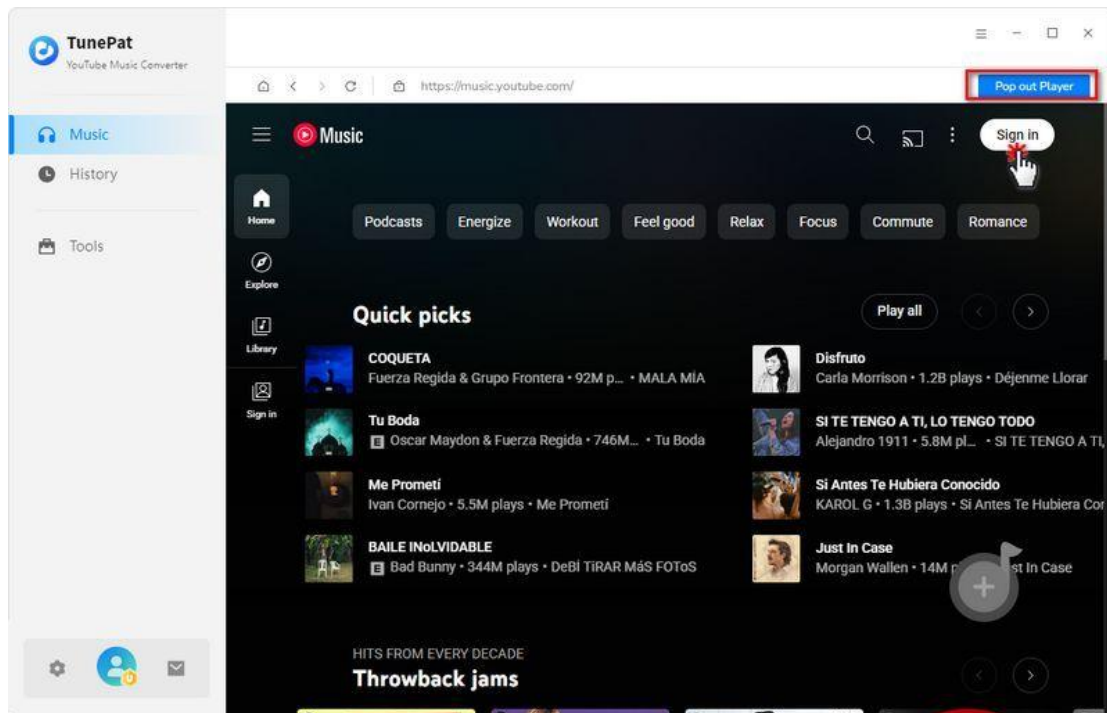 TunePat
YouTube Music Converter
https://music.youtube.com/
Pop out Player
Music
History
Tools
Music
Sign in
Home
Explore
Library
Sign in
Podcasts Energize Workout Feel good Relax Focus Commute Romance
Quick picks
Play all
COQUETA
Fuerza Regida & Grupo Frontera • 92M p... • MALA MÍA
Disfruto
Carla Morrison • 1.2B plays • Déjenme Llorar
Tu Boda
E Oscar Maydon & Fuerza Regida • 746M... • Tu Boda
SI TE TENGO A TI, LO TENGO TODO
Alejandro 1911 • 5.8M pl... • SI TE TENGO A TI,
Me Prometí
Ivan Cornejo • 5.5M plays • Me Prometí
Si Antes Te Hubiera Conocido
KAROL G • 1.3B plays • Si Antes Te Hubiera Cor
BAILE INoLVIDABLE
E Bad Bunny • 344M plays • DeBÍ TiRAR MáS FOToS
Just In Case
Morgan Wallen • 14M p st In Case
HITS FROM EVERY DECADE
Throwback jams